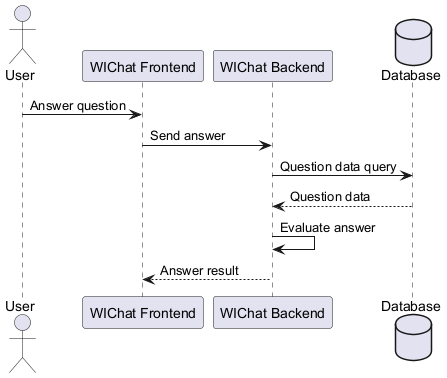 User
WIChat Frontend
WIChat Backend
Database
Answer question
Send answer
Question data query
Question data
Evaluate answer
Answer result
User
WIChat Frontend
WIChat Backend
Database